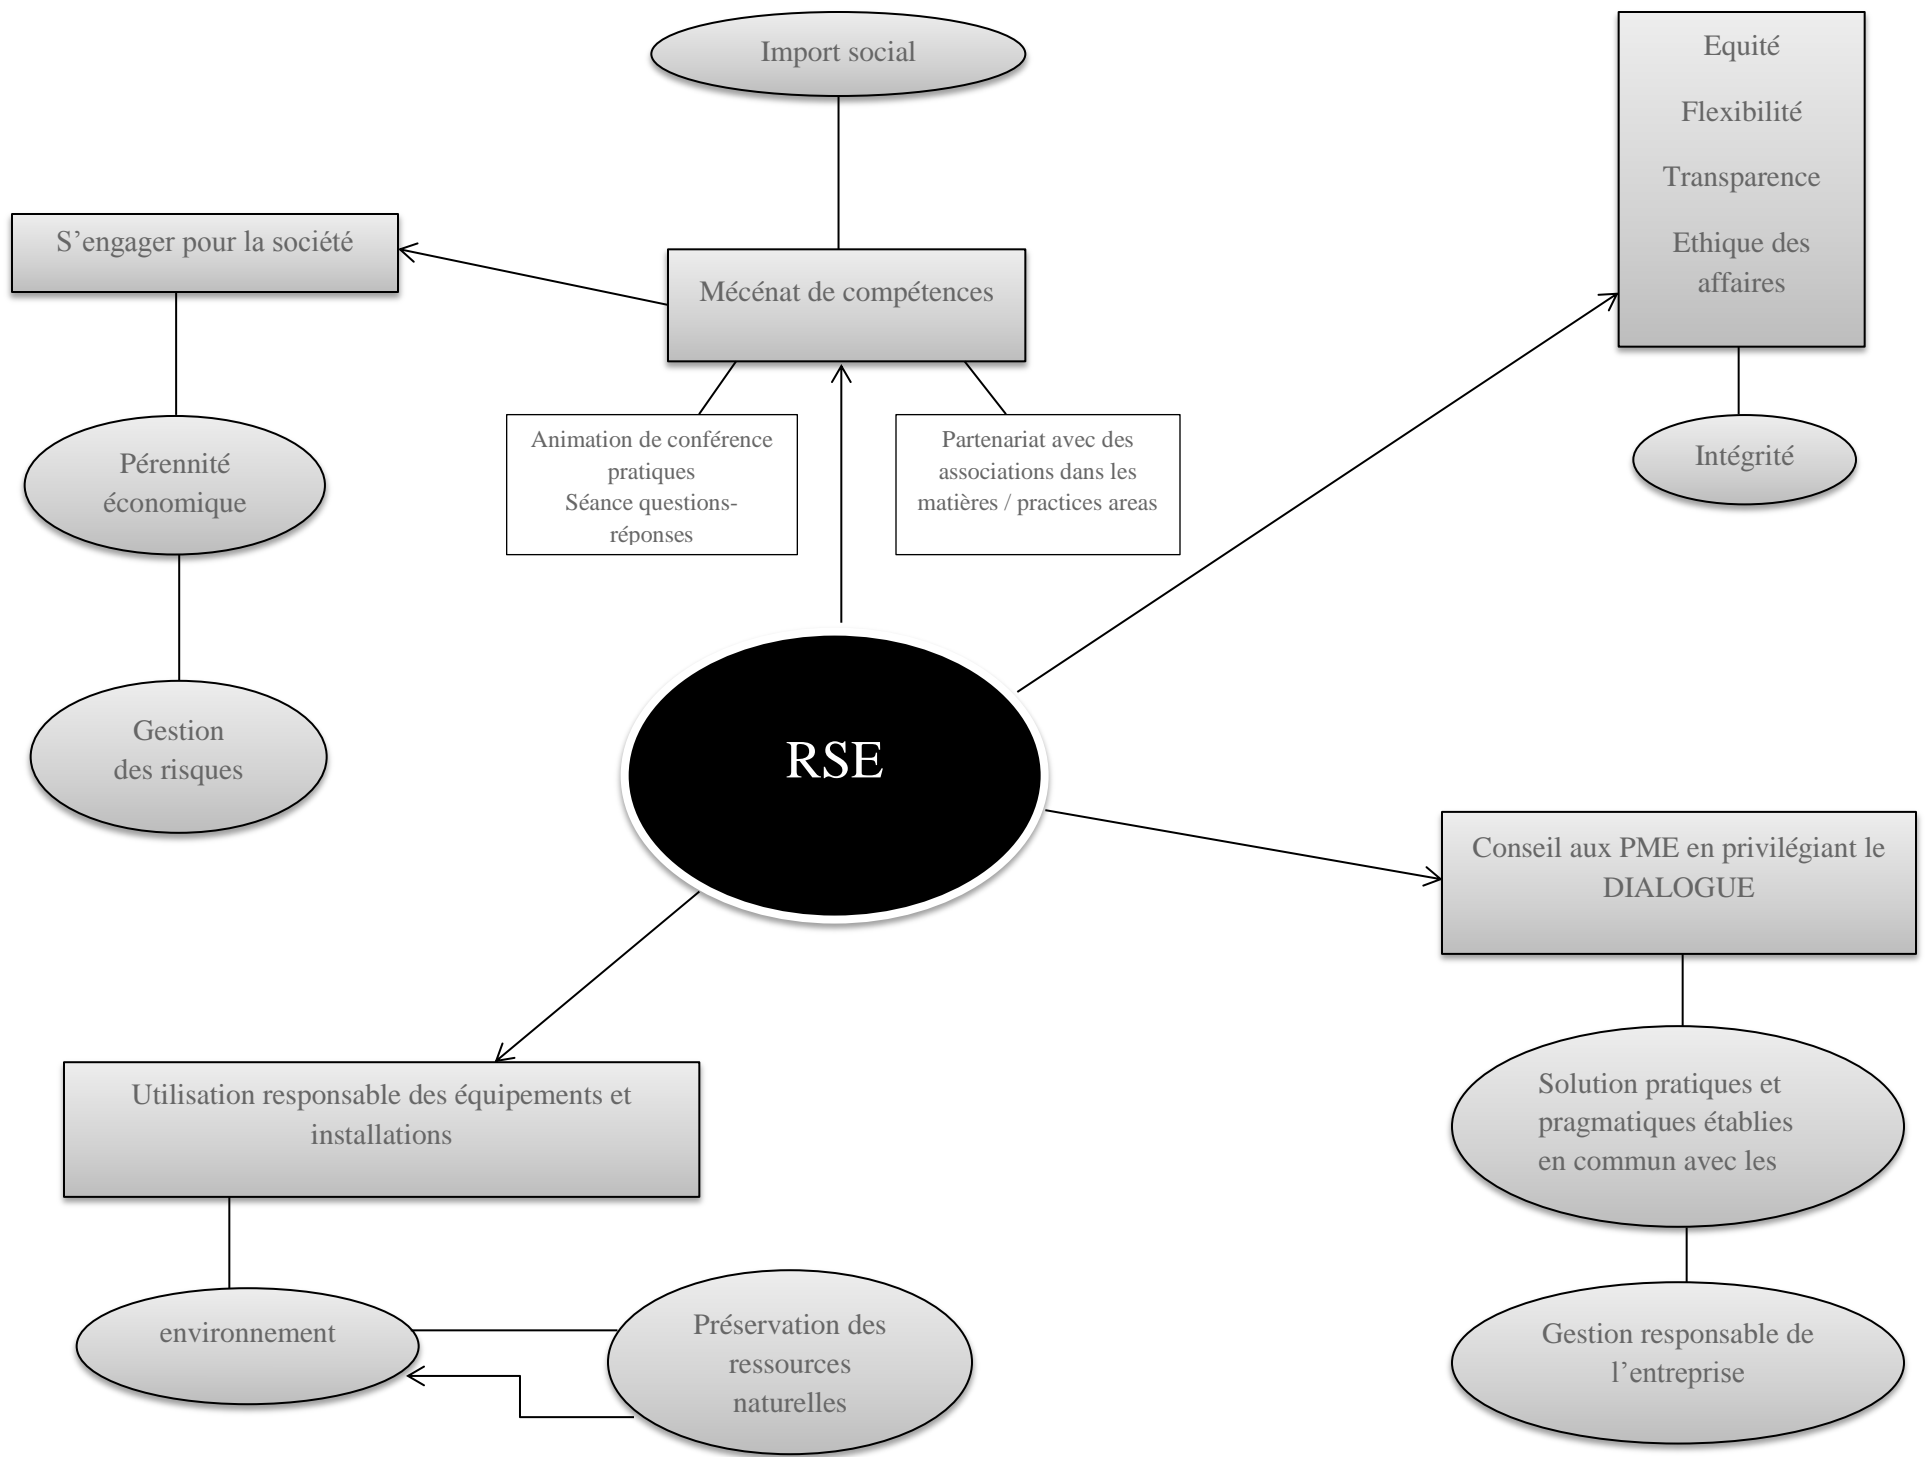 Import social
Equité
Flexibilité
Transparence
Ethique des
affaires
S’engager pour la société
Mécénat de compétences
Animation de conférence
pratiques
Séance questions-
réponses
Partenariat avec des
associations dans les
matières / practices areas
Intégrité
Pérennité
économique
Gestion
des risques
RSE
Conseil aux PME en privilégiant le
DIALOGUE
Utilisation responsable des équipements et
installations
Solution pratiques et
pragmatiques établies
en commun avec les
environnement
Préservation des
ressources
naturelles
Gestion responsable de
l’entreprise